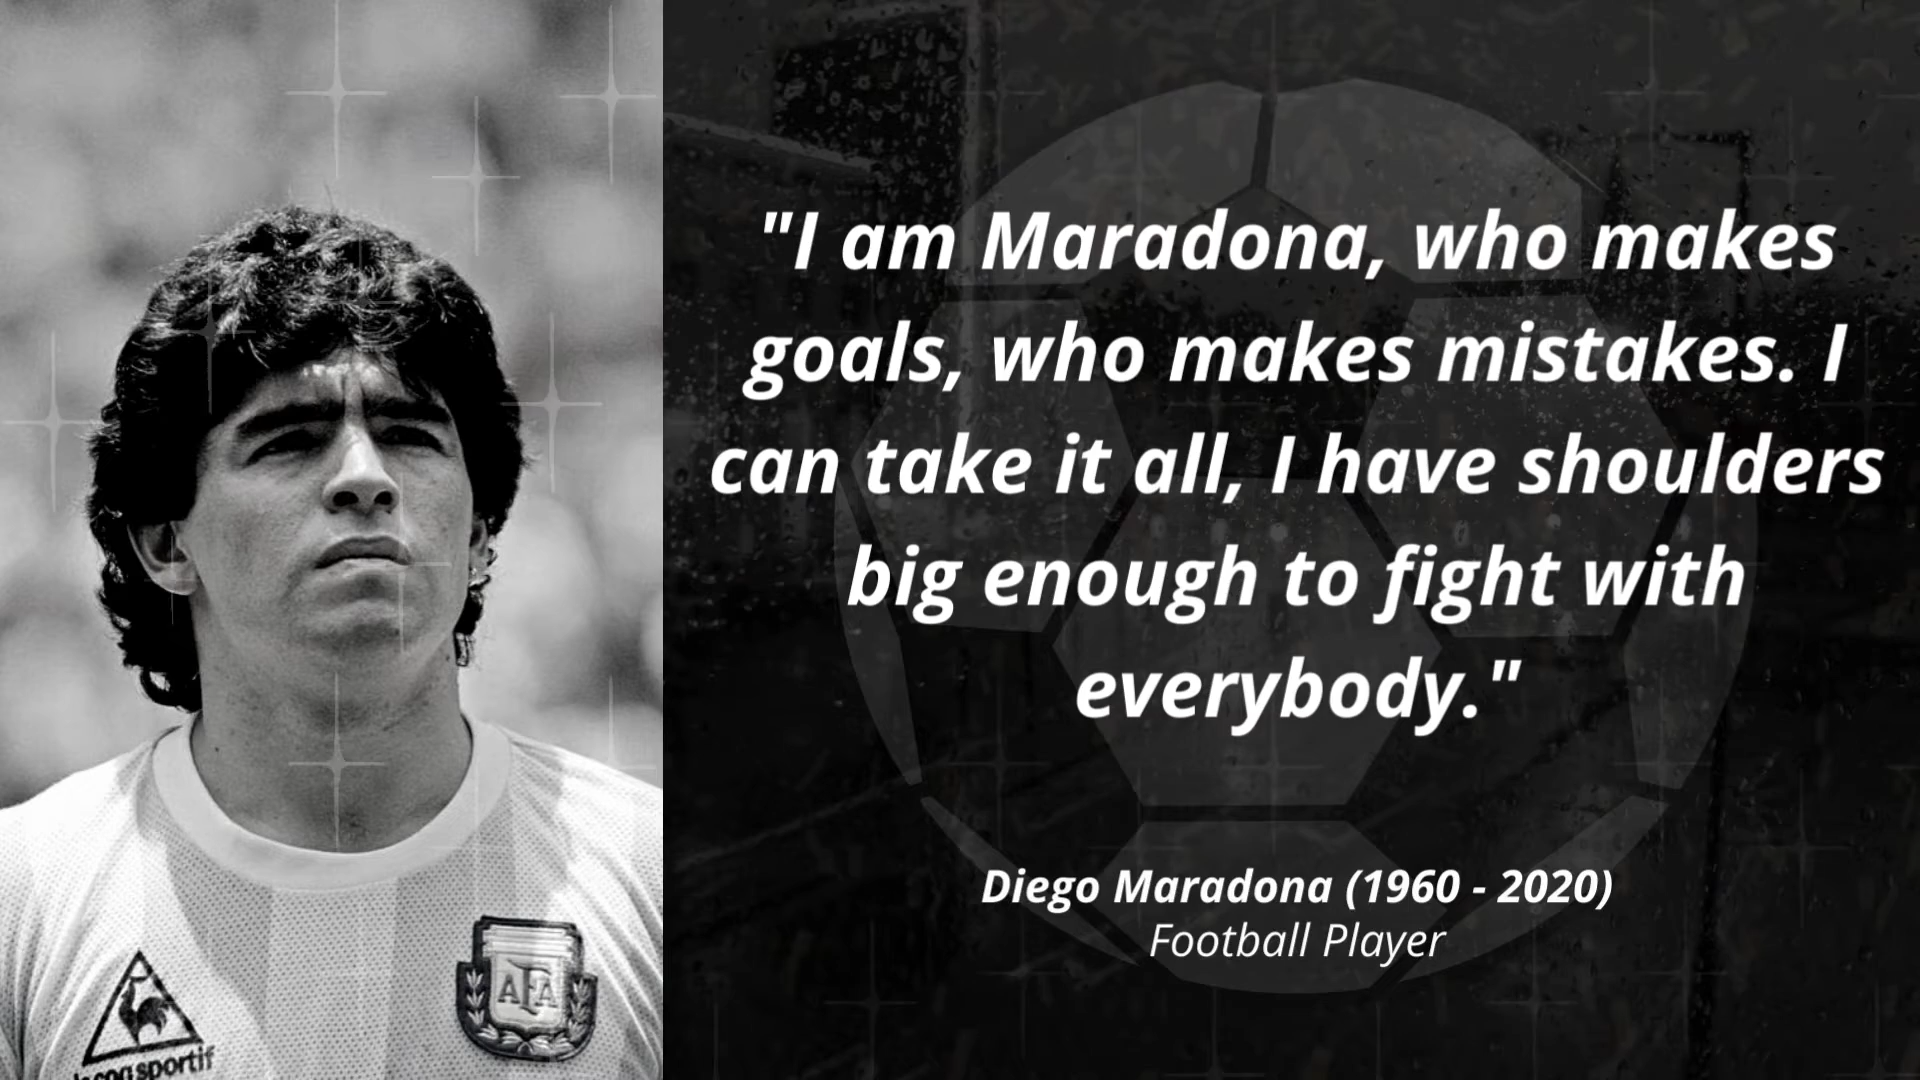 "I am Maradona, who makes
goals, who makes mistakes. I
can take it all, I have shoulders
big enough to fight with
everybody."
Diego Maradona (1960 - 2020)
Football Player
AFA
le coq sportif